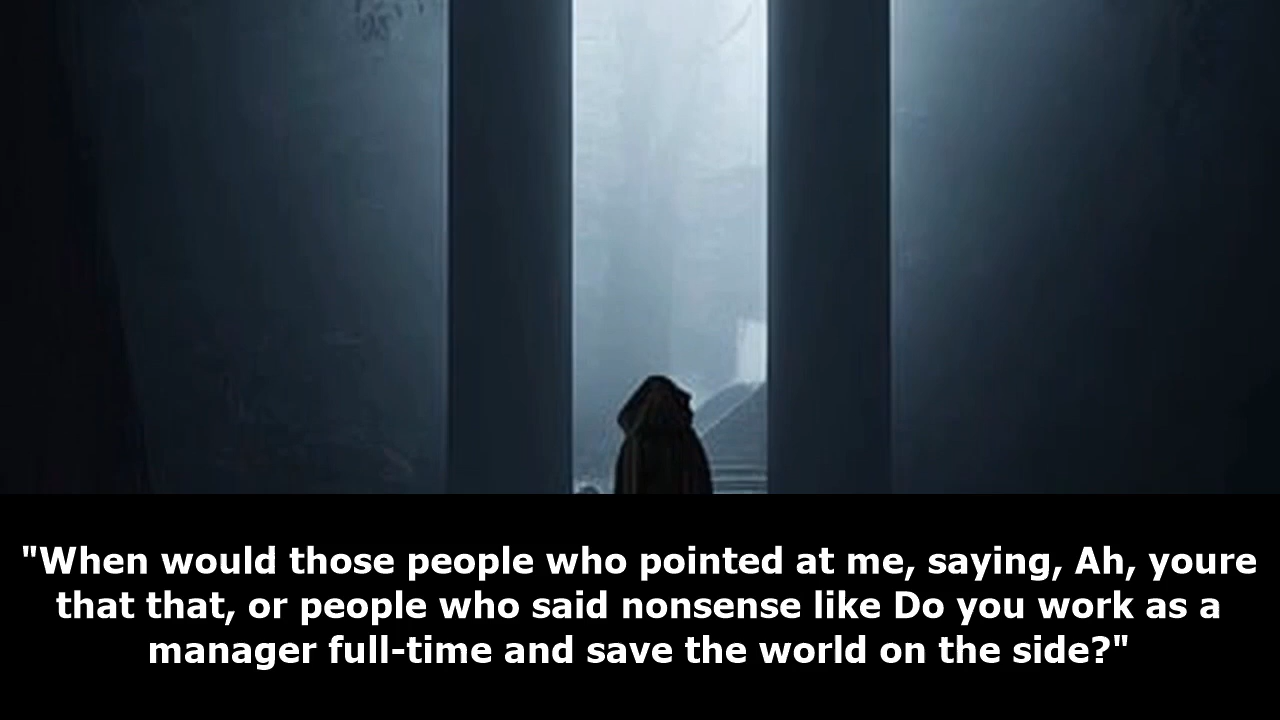 "When would those people who pointed at me, saying, Ah, youre
that that, or people who said nonsense like Do you work as a
manager full-time and save the world on the side?"